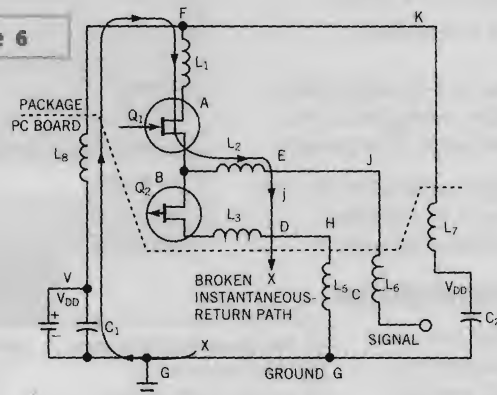 e 6
F
K
L1
A
PACKAGE
PC BOARD
Q1
L8
L2
E
J
B
Q2
j
L3
D
H
L7
V
VDD
BROKEN
INSTANTANEOUS-
RETURN PATH
X
L5
C
L6
VDD
+
–
C1
C2
X
SIGNAL
G
GROUND G